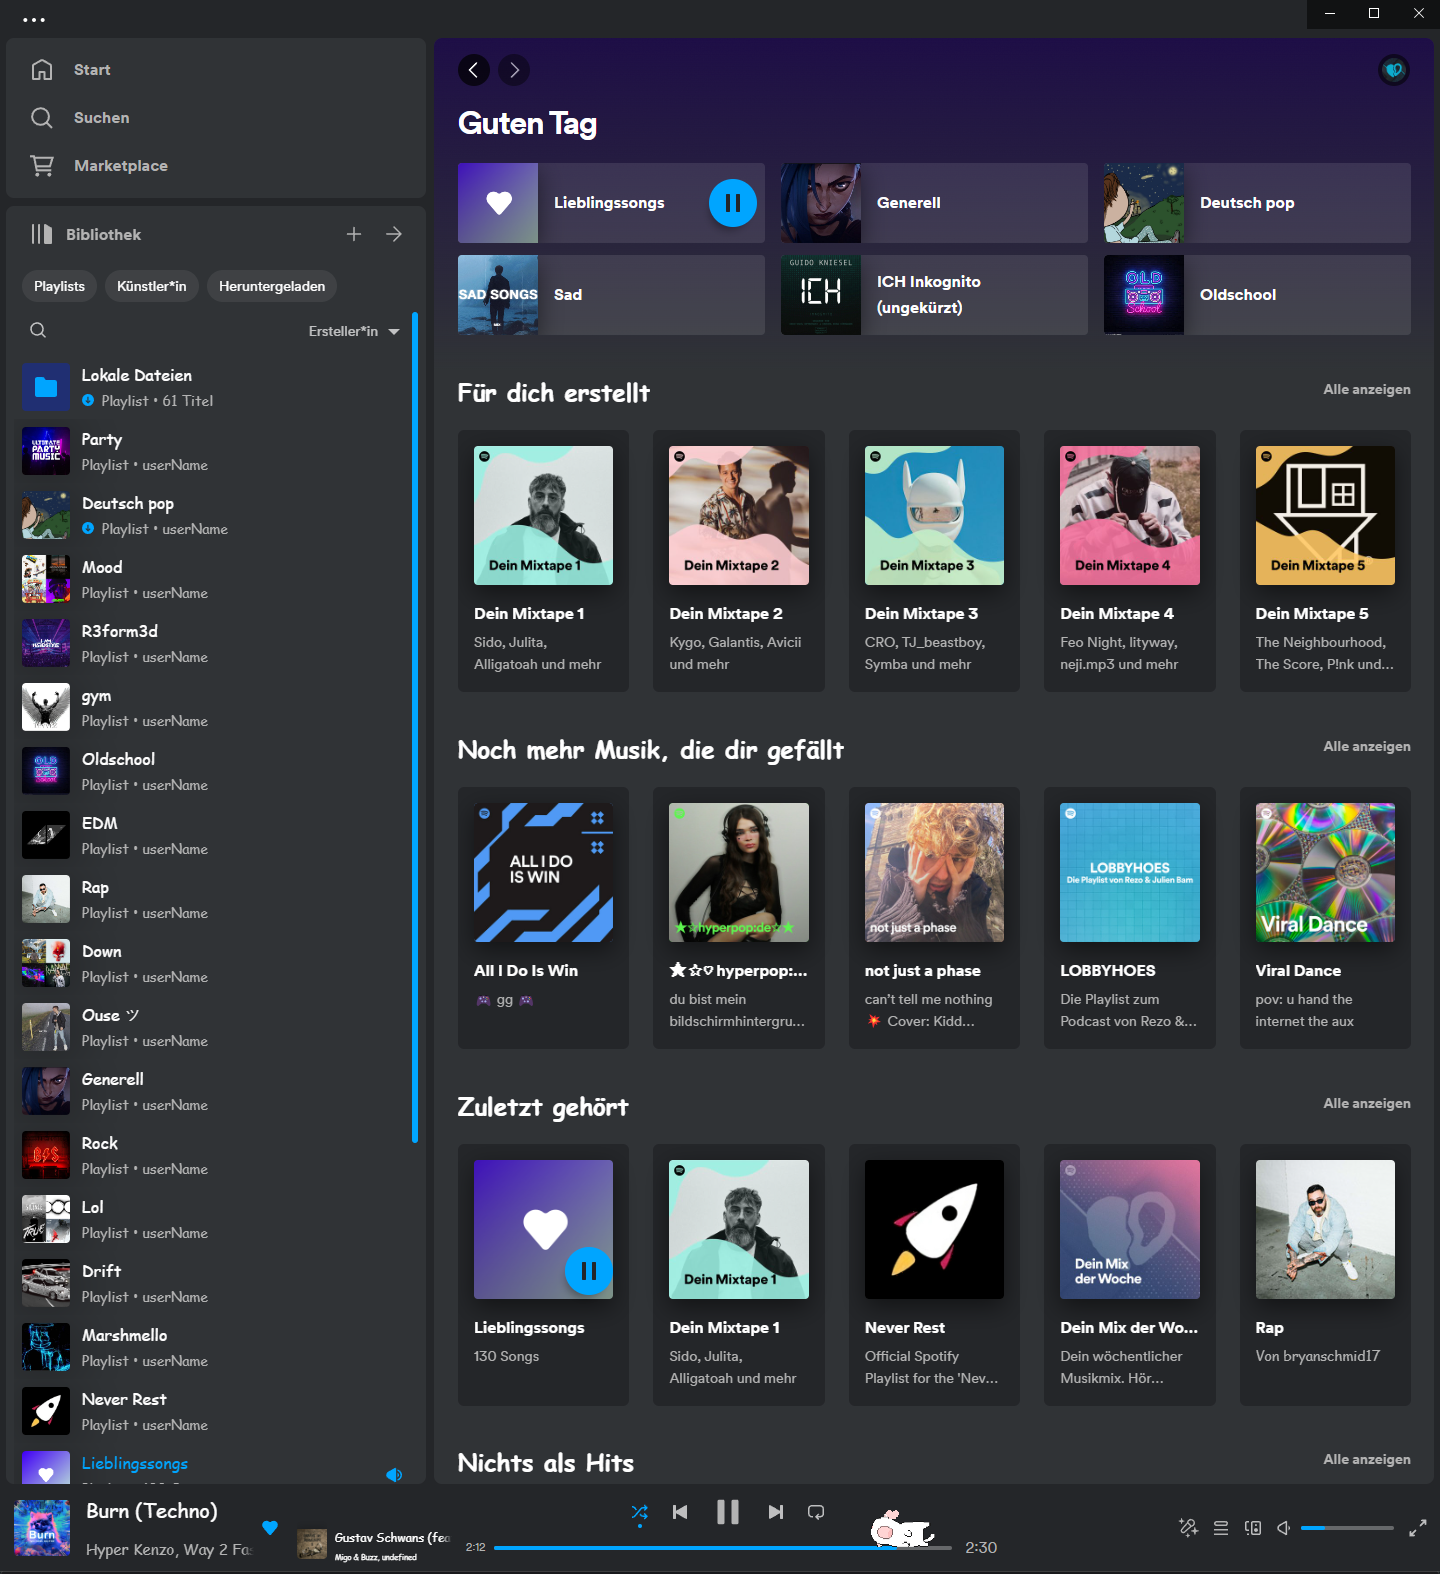 Start
Suchen
Marketplace
Bibliothek
Playlists
Künstler*in
Heruntergeladen
Ersteller*in
Lokale Dateien
Playlist • 61 Titel
ULTIMATE
PARTY
MUSIC
Party
Playlist • userName
Deutsch pop
Playlist • userName
Mood
Playlist • userName
R3form3d
Playlist • userName
gym
Playlist • userName
OLD
Oldschool
Playlist • userName
EDM
Playlist • userName
Rap
Playlist • userName
Down
Playlist • userName
Ouse ツ
Playlist • userName
Generell
Playlist • userName
Rock
Playlist • userName
TRUE
Lol
Playlist • userName
Drift
Playlist • userName
Marshmello
Playlist • userName
Never Rest
Playlist • userName
Lieblingssongs
Guten Tag
Lieblingssongs
Generell
Deutsch pop
SAD SONGS
Sad
GUIDO KNIESEL
ICH
ICH Inkognito
(ungekürzt)
OLD
School
Oldschool
Für dich erstellt
Alle anzeigen
Dein Mixtape 1
Dein Mixtape 1
Sido, Julita,
Alligatoah und mehr
Dein Mixtape 2
Dein Mixtape 2
Kygo, Galantis, Avicii
und mehr
Dein Mixtape 3
Dein Mixtape 3
CRO, TJ_beastboy,
Symba und mehr
Dein Mixtape 4
Dein Mixtape 4
Feo Night, lityway,
neji.mp3 und mehr
Dein Mixtape 5
Dein Mixtape 5
The Neighbourhood,
The Score, P!nk und...
Noch mehr Musik, die dir gefällt
Alle anzeigen
ALL I DO
IS WIN
All I Do Is Win
🎮 gg 🎮
★☆hyperpop:de☆★
★☆♡ hyperpop:...
du bist mein
bildschirmhintergru...
not just a phase
not just a phase
can't tell me nothing
💥 Cover: Kidd...
LOBBYHOES
Die Playlist von Rezo & Julien Bam
LOBBYHOES
Die Playlist zum
Podcast von Rezo &...
Viral Dance
Viral Dance
pov: u hand the
internet the aux
Zuletzt gehört
Alle anzeigen
Lieblingssongs
130 Songs
Dein Mixtape 1
Dein Mixtape 1
Sido, Julita,
Alligatoah und mehr
Never Rest
Official Spotify
Playlist for the 'Nev...
Dein Mix
der Woche
Dein Mix der Wo...
Dein wöchentlicher
Musikmix. Hör...
Rap
Von bryanschmid17
Nichts als Hits
Alle anzeigen
Burn
Burn (Techno)
Hyper Kenzo, Way 2 Fas
Gustav Schwans (fea
Migo & Buzz, undefined
2:12
2:30